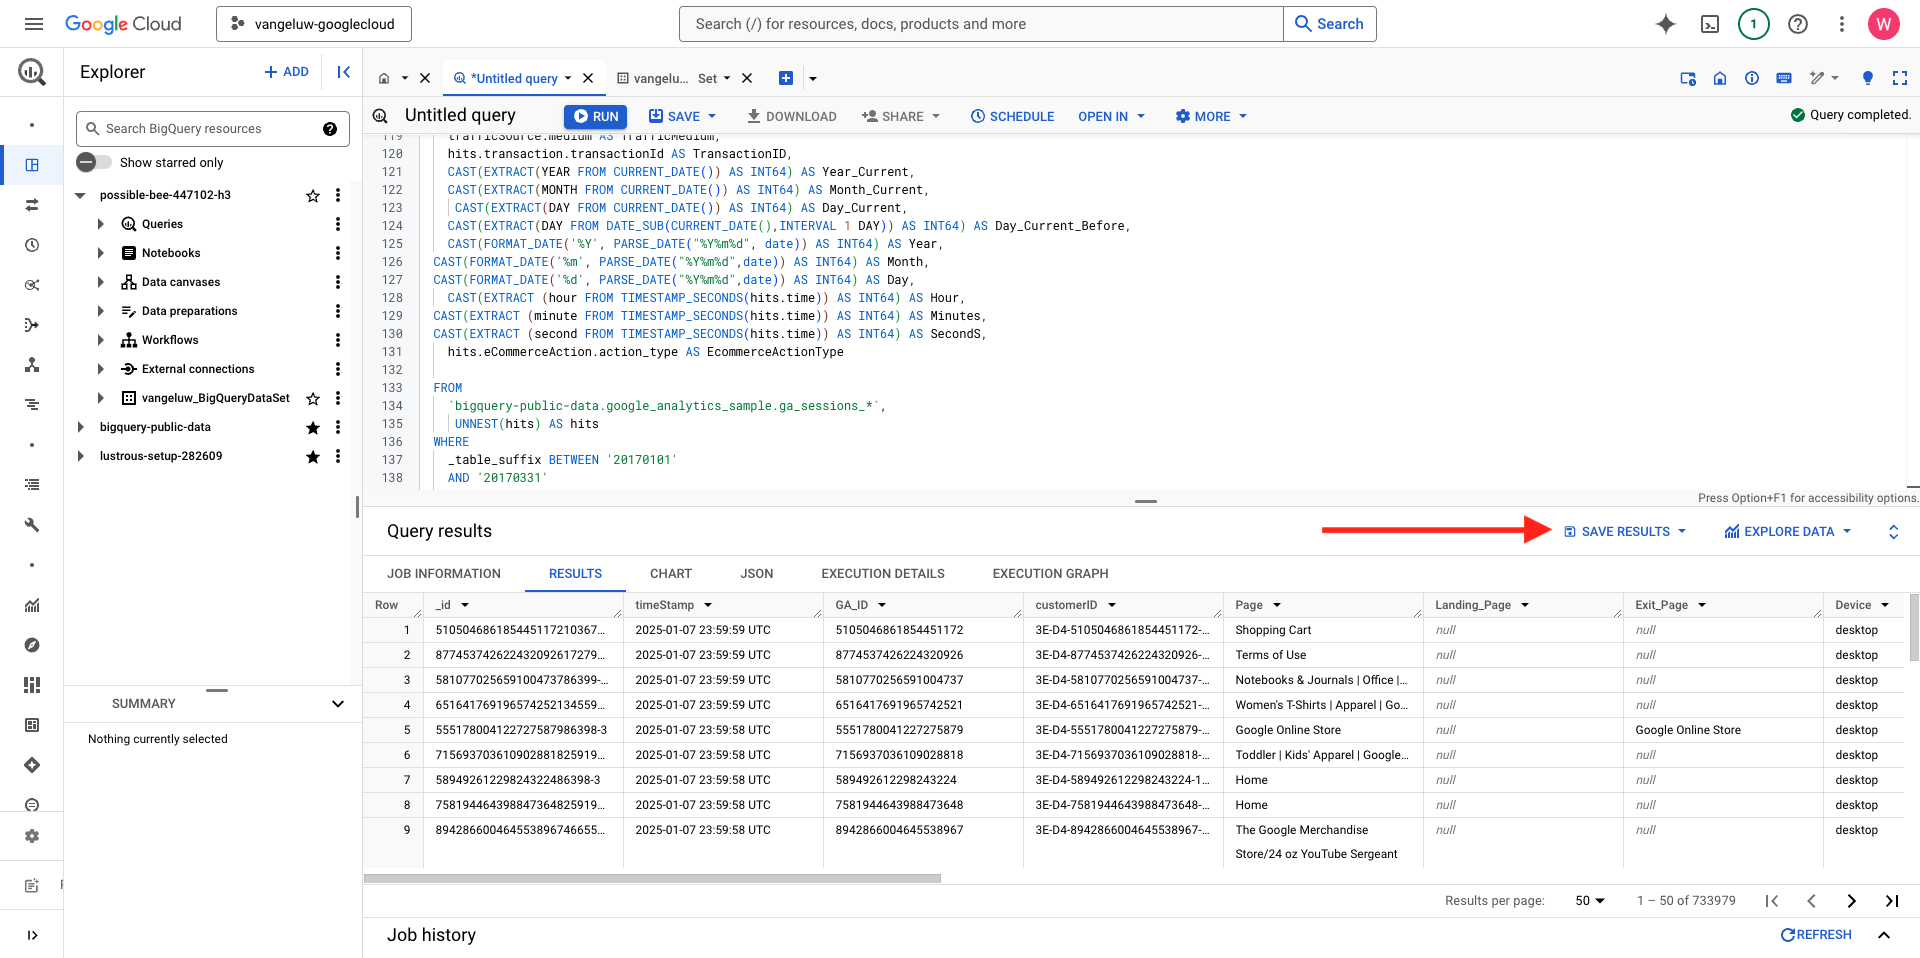 Google Cloud
vangeluw-googlecloud
Search (/) for resources, docs, products and more
Search
1
W
Explorer
ADD
*Untitled query
vangelu... Set
Search BigQuery resources
Show starred only
possible-bee-447102-h3
Queries
Notebooks
Data canvases
Data preparations
Workflows
External connections
vangeluw_BigQueryDataSet
bigquery-public-data
lustrous-setup-282609
SUMMARY
Nothing currently selected
Untitled query
RUN
SAVE
DOWNLOAD
SHARE
SCHEDULE
OPEN IN
MORE
Query completed.
119 trafficSource.medium AS TrafficMedium,
120 hits.transaction.transactionId AS TransactionID,
121 CAST(EXTRACT(YEAR FROM CURRENT_DATE()) AS INT64) AS Year_Current,
122 CAST(EXTRACT(MONTH FROM CURRENT_DATE()) AS INT64) AS Month_Current,
123 CAST(EXTRACT(DAY FROM CURRENT_DATE()) AS INT64) AS Day_Current,
124 CAST(EXTRACT(DAY FROM DATE_SUB(CURRENT_DATE(),INTERVAL 1 DAY)) AS INT64) AS Day_Current_Before,
125 CAST(FORMAT_DATE('%Y', PARSE_DATE("%Y%m%d", date)) AS INT64) AS Year,
126 CAST(FORMAT_DATE('%m', PARSE_DATE("%Y%m%d",date)) AS INT64) AS Month,
127 CAST(FORMAT_DATE('%d', PARSE_DATE("%Y%m%d",date)) AS INT64) AS Day,
128 CAST(EXTRACT (hour FROM TIMESTAMP_SECONDS(hits.time)) AS INT64) AS Hour,
129 CAST(EXTRACT (minute FROM TIMESTAMP_SECONDS(hits.time)) AS INT64) AS Minutes,
130 CAST(EXTRACT (second FROM TIMESTAMP_SECONDS(hits.time)) AS INT64) AS SecondS,
131 hits.eCommerceAction.action_type AS EcommerceActionType
132
133 FROM
134 `bigquery-public-data.google_analytics_sample.ga_sessions_*`,
135 UNNEST(hits) AS hits
136 WHERE
137 _table_suffix BETWEEN '20170101'
138 AND '20170331'
Press Option+F1 for accessibility options.
Query results
SAVE RESULTS
EXPLORE DATA
JOB INFORMATION RESULTS CHART JSON EXECUTION DETAILS EXECUTION GRAPH
Row _id timeStamp GA_ID customerID Page Landing_Page Exit_Page Device
1 510504686185445117210367... 2025-01-07 23:59:59 UTC 5105046861854451172 3E-D4-5105046861854451172-... Shopping Cart null null desktop
2 877453742622432092617279... 2025-01-07 23:59:59 UTC 8774537426224320926 3E-D4-8774537426224320926-... Terms of Use null null desktop
3 5810770256591004737863​99-... 2025-01-07 23:59:59 UTC 5810770256591004737 3E-D4-5810770256591004737-... Notebooks & Journals | Office |... null null desktop
4 651641769196574252134559... 2025-01-07 23:59:59 UTC 6516417691965742521 3E-D4-6516417691965742521-... Women's T-Shirts | Apparel | Go... null null desktop
5 55517800412272758​7986398-3 2025-01-07 23:59:58 UTC 5551780041227275879 3E-D4-5551780041227275879-... Google Online Store null Google Online Store desktop
6 715693703610902881825919... 2025-01-07 23:59:58 UTC 7156937036109028818 3E-D4-7156937036109028818-... Toddler | Kids' Apparel | Google... null null desktop
7 589492612298243224​86398-3 2025-01-07 23:59:58 UTC 589492612298243224 3E-D4-589492612298243224-1... Home null null desktop
8 758194464398847364825919... 2025-01-07 23:59:58 UTC 7581944643988473648 3E-D4-7581944643988473648-... Home null null desktop
9 894286600464553896746655... 2025-01-07 23:59:58 UTC 8942866004645538967 3E-D4-8942866004645538967-... The Google Merchandise null null desktop
Store/24 oz YouTube Sergeant
Results per page: 50 1 – 50 of 733979
Job history
REFRESH